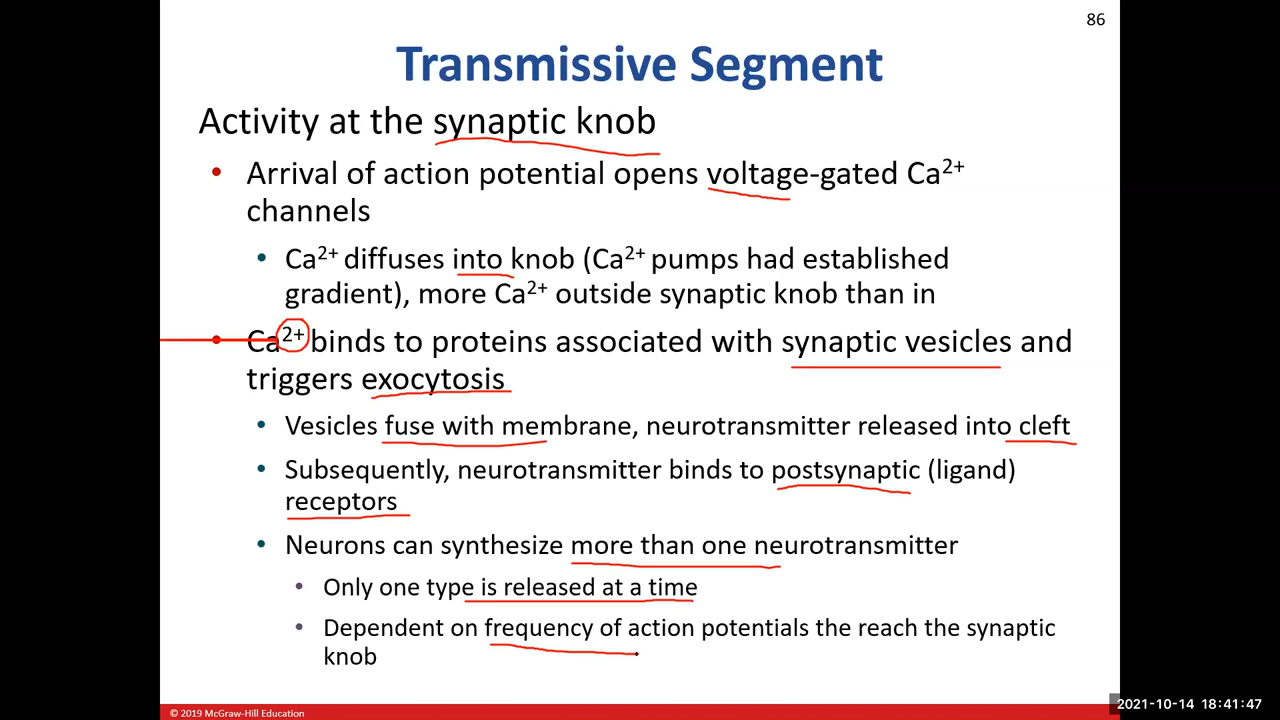 86
Transmissive Segment
Activity at the synaptic knob
• Arrival of action potential opens voltage-gated Ca²⁺
channels
• Ca²⁺ diffuses into knob (Ca²⁺ pumps had established
gradient), more Ca²⁺ outside synaptic knob than in
• Ca²⁺ binds to proteins associated with synaptic vesicles and
triggers exocytosis
• Vesicles fuse with membrane, neurotransmitter released into cleft
• Subsequently, neurotransmitter binds to postsynaptic (ligand)
receptors
• Neurons can synthesize more than one neurotransmitter
• Only one type is released at a time
• Dependent on frequency of action potentials the reach the synaptic
knob
© 2019 McGraw-Hill Education
2021-10-14 18:41:47